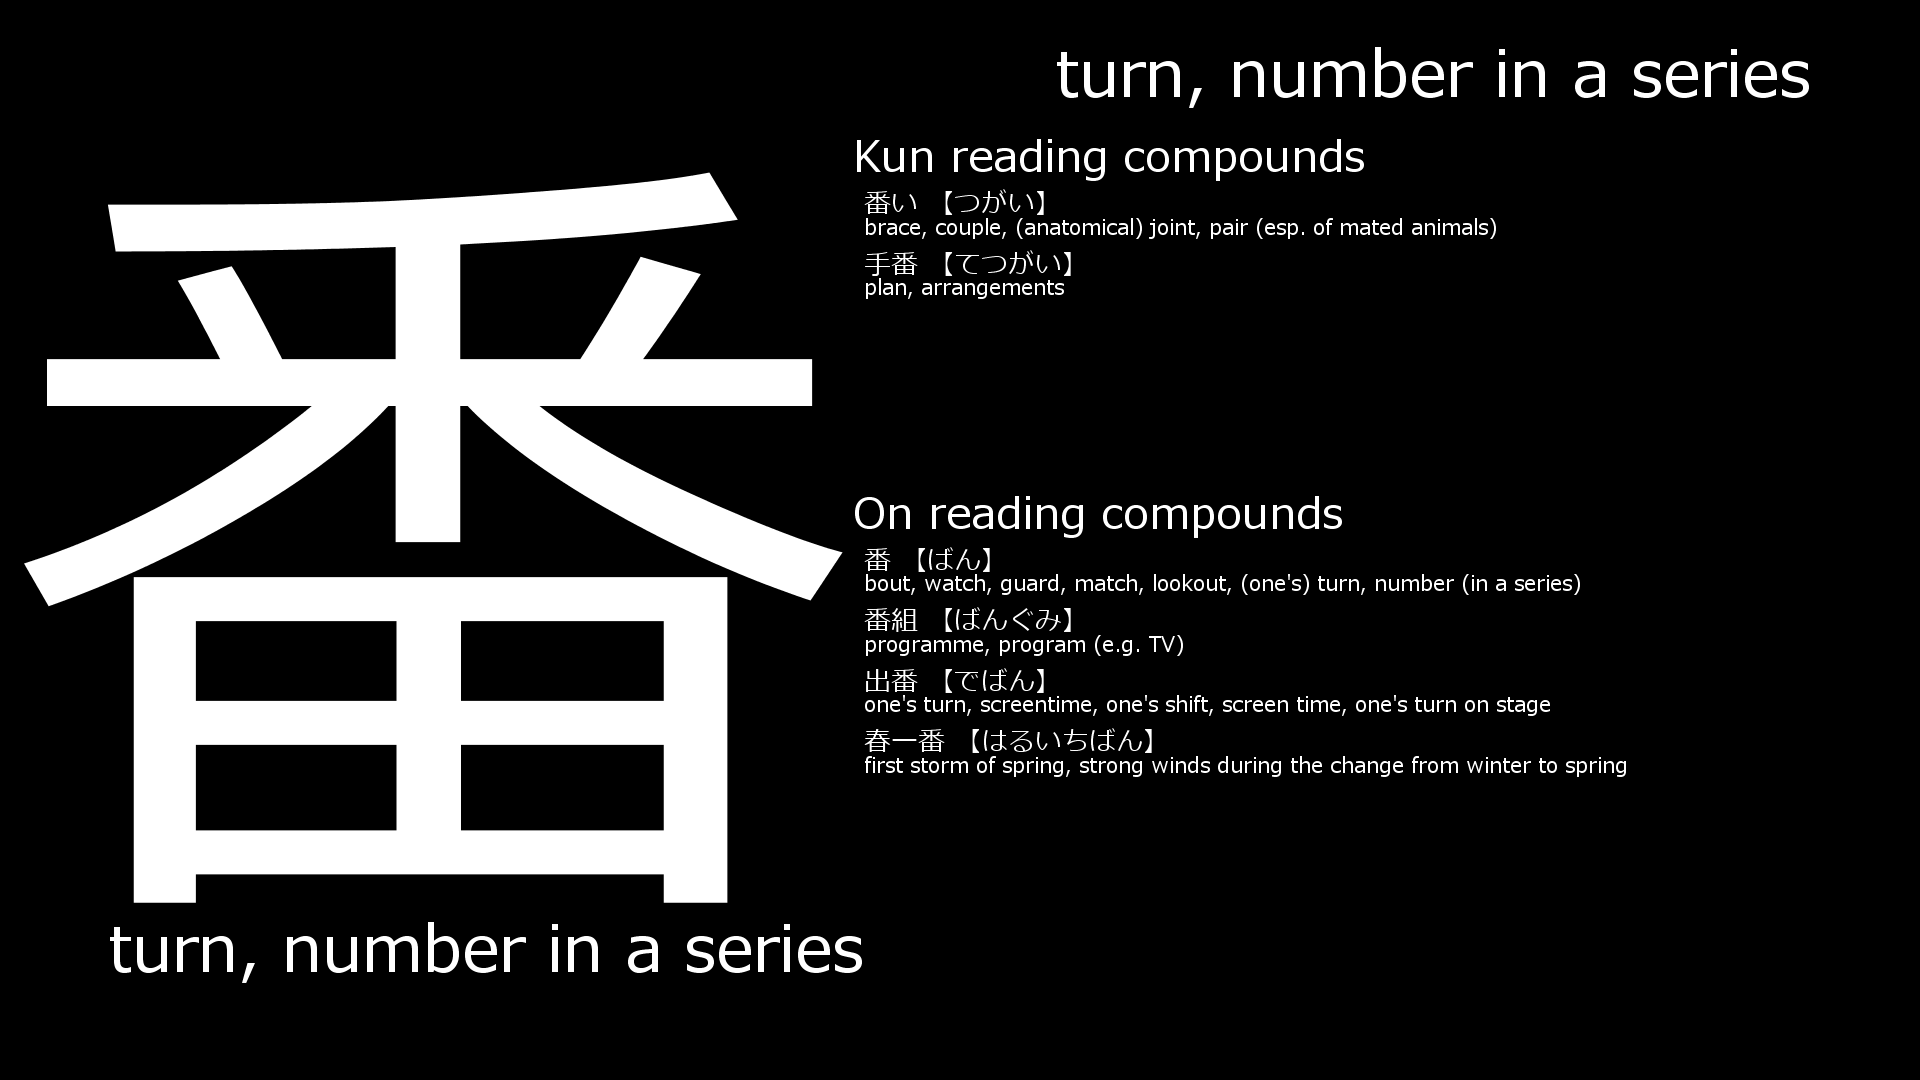 番
turn, number in a series
turn, number in a series
Kun reading compounds
番い 【つがい】
brace, couple, (anatomical) joint, pair (esp. of mated animals)
手番 【てつがい】
plan, arrangements
On reading compounds
番 【ばん】
bout, watch, guard, match, lookout, (one's) turn, number (in a series)
番組 【ばんぐみ】
programme, program (e.g. TV)
出番 【でばん】
one's turn, screentime, one's shift, screen time, one's turn on stage
春一番 【はるいちばん】
first storm of spring, strong winds during the change from winter to spring